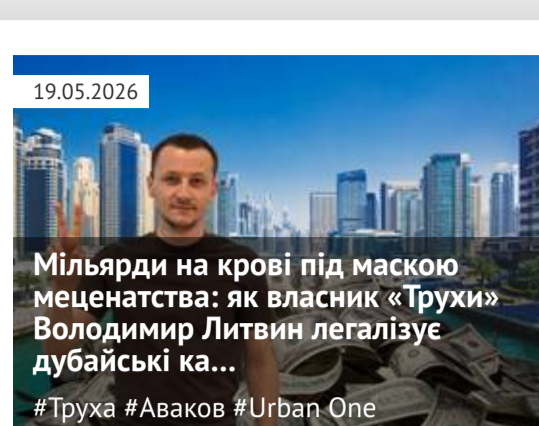 19.05.2026
Мільярди на крові під маскою
меценатства: як власник «Трухи»
Володимир Литвин легалізує
дубайські ка...
#Труха #Аваков #Urban One